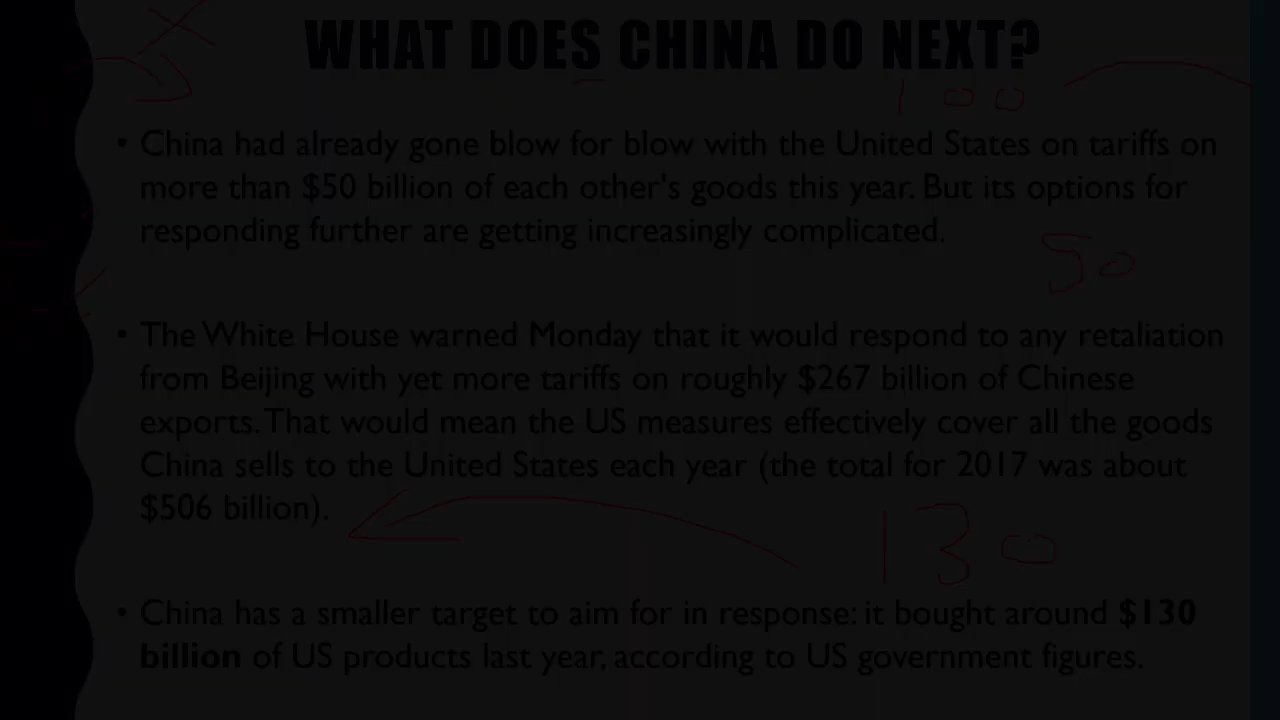 WHAT DOES CHINA DO NEXT?
100
• China had already gone blow for blow with the United States on tariffs on
more than $50 billion of each other's goods this year. But its options for
responding further are getting increasingly complicated.
50
• The White House warned Monday that it would respond to any retaliation
from Beijing with yet more tariffs on roughly $267 billion of Chinese
exports. That would mean the US measures effectively cover all the goods
China sells to the United States each year (the total for 2017 was about
$506 billion).
130
• China has a smaller target to aim for in response: it bought around $130
billion of US products last year, according to US government figures.